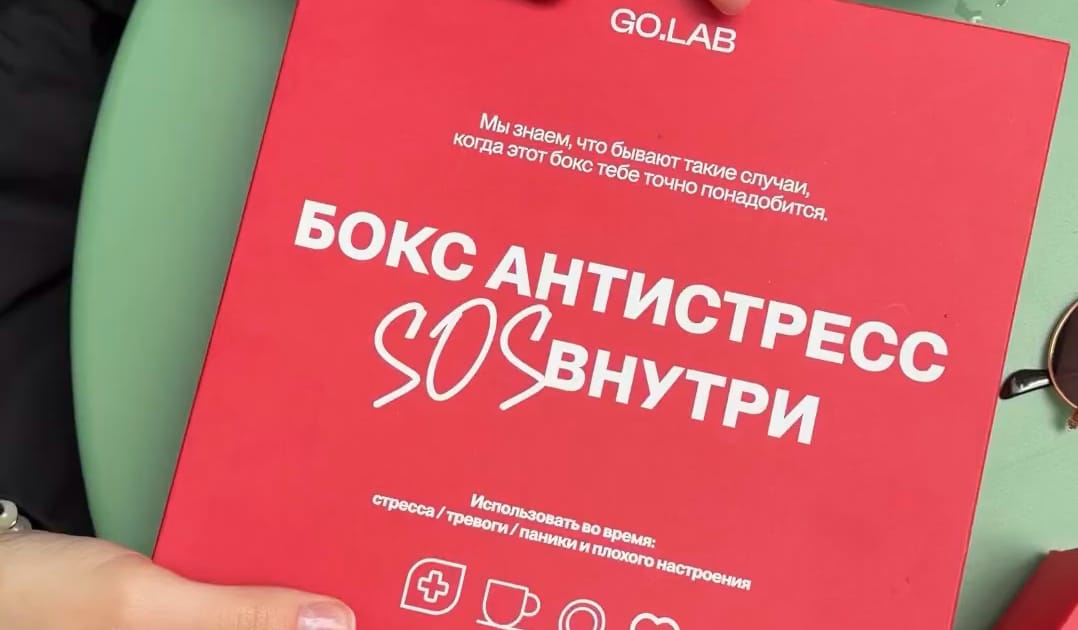 GO.LAB
Мы знаем, что бывают такие случаи,
когда этот бокс тебе точно понадобится.
БОКС АНТИСТРЕСС
SOS ВНУТРИ
Использовать во время:
стресса / тревоги / паники и плохого настроения